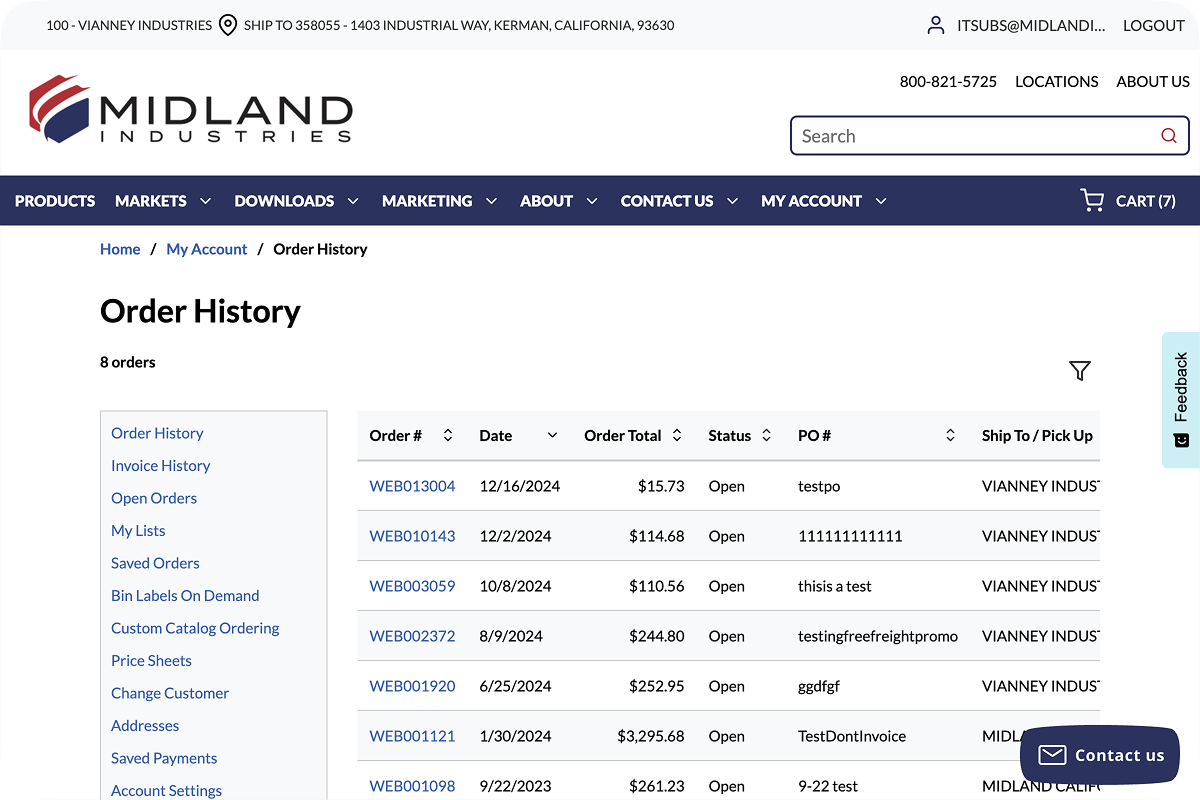 100 - VIANNEY INDUSTRIES SHIP TO 358055 - 1403 INDUSTRIAL WAY, KERMAN, CALIFORNIA, 93630 ITSUBS@MIDLANDI... LOGOUT
800-821-5725 LOCATIONS ABOUT US
MIDLAND
INDUSTRIES
Search
PRODUCTS MARKETS DOWNLOADS MARKETING ABOUT CONTACT US MY ACCOUNT CART (7)
Home / My Account / Order History
Order History
8 orders
Feedback
Order History
Invoice History
Open Orders
My Lists
Saved Orders
Bin Labels On Demand
Custom Catalog Ordering
Price Sheets
Change Customer
Addresses
Saved Payments
Account Settings
Order # Date Order Total Status PO # Ship To / Pick Up
WEB013004 12/16/2024 $15.73 Open testpo VIANNEY INDUST
WEB010143 12/2/2024 $114.68 Open 111111111111 VIANNEY INDUST
WEB003059 10/8/2024 $110.56 Open thisis a test VIANNEY INDUST
WEB002372 8/9/2024 $244.80 Open testingfreefreightpromo VIANNEY INDUST
WEB001920 6/25/2024 $252.95 Open ggdfgf VIANNEY INDUST
WEB001121 1/30/2024 $3,295.68 Open TestDontInvoice MIDLA
WEB001098 9/22/2023 $261.23 Open 9-22 test MIDLAND CALIF
Contact us